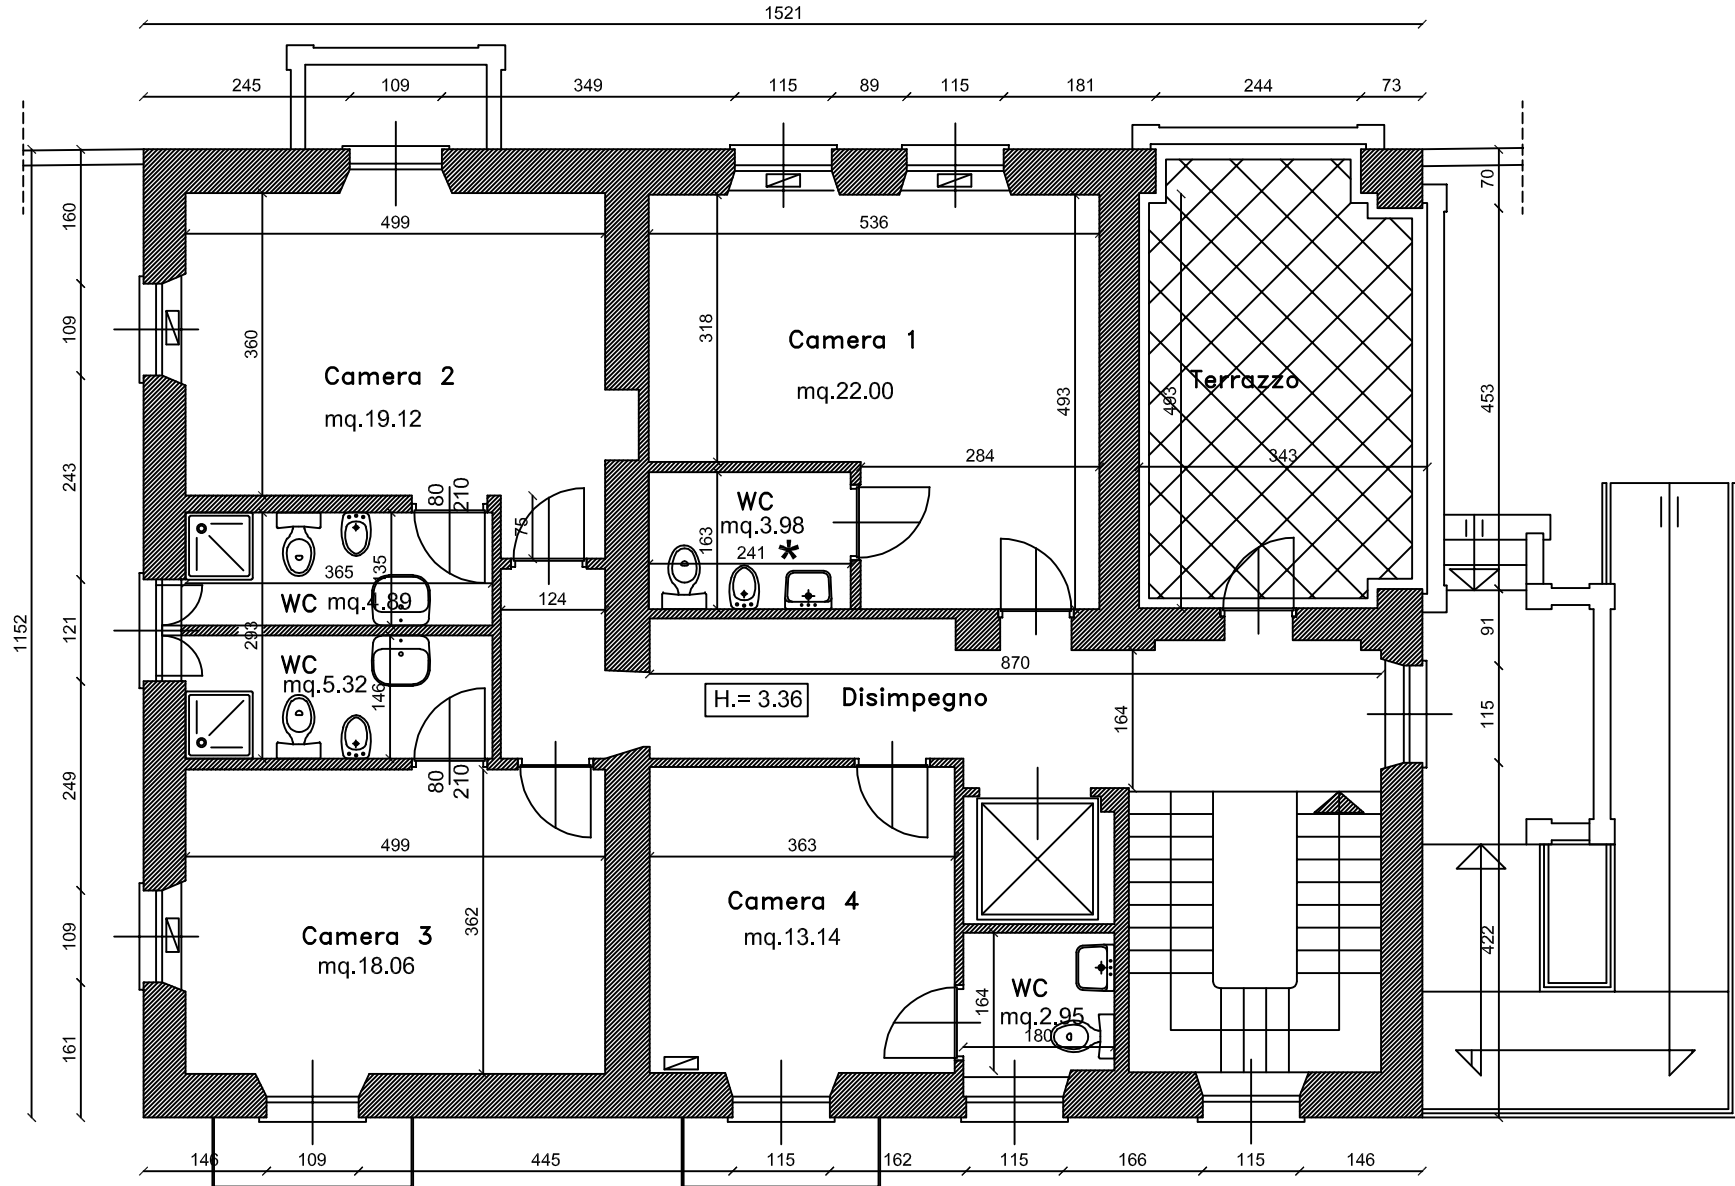 1521
245 109 349 115 89 115 181 244 73
160
109
243
121
249
109
161
1152
70
453
91
115
422
499
360
Camera 2
mq.19.12
536
318
Camera 1
mq.22.00
493
284
493
Terrazzo
343
80
210
75
WC
mq.3.98
163
241 *
365
135
WC mq.4.89
124
293
WC
mq.5.32
146
870
H.= 3.36
Disimpegno
164
80
210
499
362
Camera 3
mq.18.06
363
Camera 4
mq.13.14
164
WC
mq.2.95
180
146 109 445 115 162 115 166 115 146